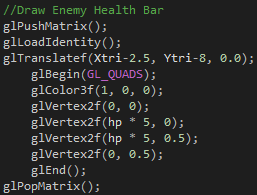 //Draw Enemy Health Bar
glPushMatrix();
glLoadIdentity();
glTranslatef(Xtri-2.5, Ytri-8, 0.0);
glBegin(GL_QUADS);
glColor3f(1, 0, 0);
glVertex2f(0, 0);
glVertex2f(hp * 5, 0);
glVertex2f(hp * 5, 0.5);
glVertex2f(0, 0.5);
glEnd();
glPopMatrix();